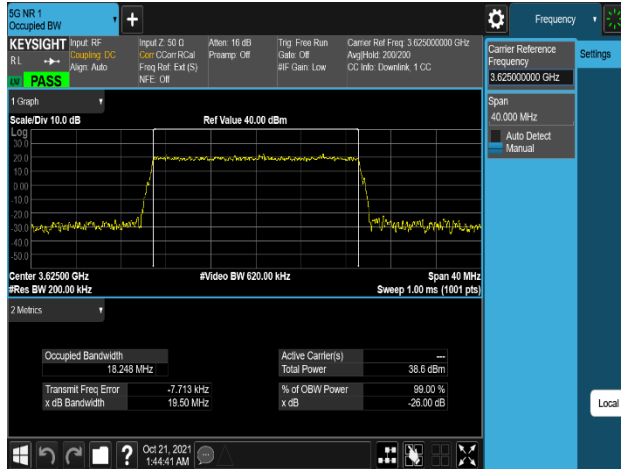 5G NR 1
Occupied BW
Frequency
KEYSIGHT
R L
PASS
Input: RF
Coupling: DC
Align: Auto
Input Z: 50 Ω
Corr CCorr RCal
Freq Ref: Ext (S)
NFE: Off
Atten: 16 dB
Preamp: Off
Trig: Free Run
Gate: Off
#IF Gain: Low
Carrier Ref Freq: 3.625000000 GHz
Avg|Hold: 200/200
CC Info: Downlink, 1 CC
Carrier Reference
Frequency
3.625000000 GHz
Settings
Span
40.000 MHz
Auto Detect
Manual
1 Graph
Scale/Div 10.0 dB
Ref Value 40.00 dBm
Log
30.0
20.0
10.0
0.00
-10.0
-20.0
-30.0
-40.0
-50.0
Center 3.62500 GHz
#Video BW 620.00 kHz
Span 40 MHz
#Res BW 200.00 kHz
Sweep 1.00 ms (1001 pts)
2 Metrics
Occupied Bandwidth
18.248 MHz
Active Carrier(s)
---
Total Power
38.6 dBm
Transmit Freq Error
-7.713 kHz
% of OBW Power
99.00 %
x dB Bandwidth
19.50 MHz
x dB
-26.00 dB
Local
?
Oct 21, 2021
1:44:41 AM